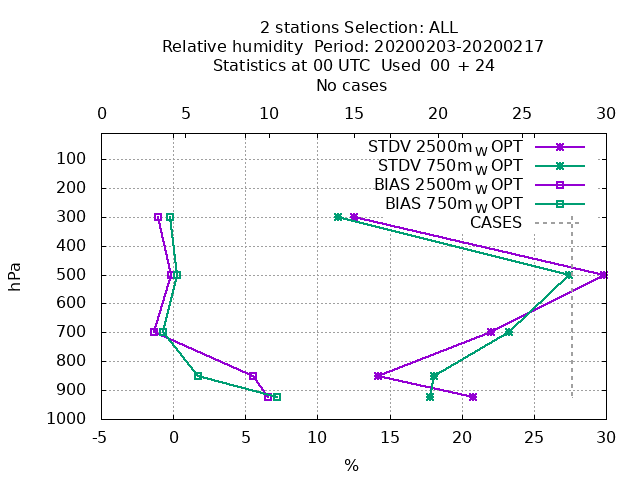 2 stations Selection: ALL
Relative humidity  Period: 20200203-20200217
Statistics at 00 UTC  Used  00 + 24
No cases
0 5 10 15 20 25 30
STDV 2500m W OPT
STDV 750m W OPT
BIAS 2500m W OPT
BIAS 750m W OPT
CASES
100
200
300
400
500
600
700
800
900
1000
hPa
-5 0 5 10 15 20 25 30
%